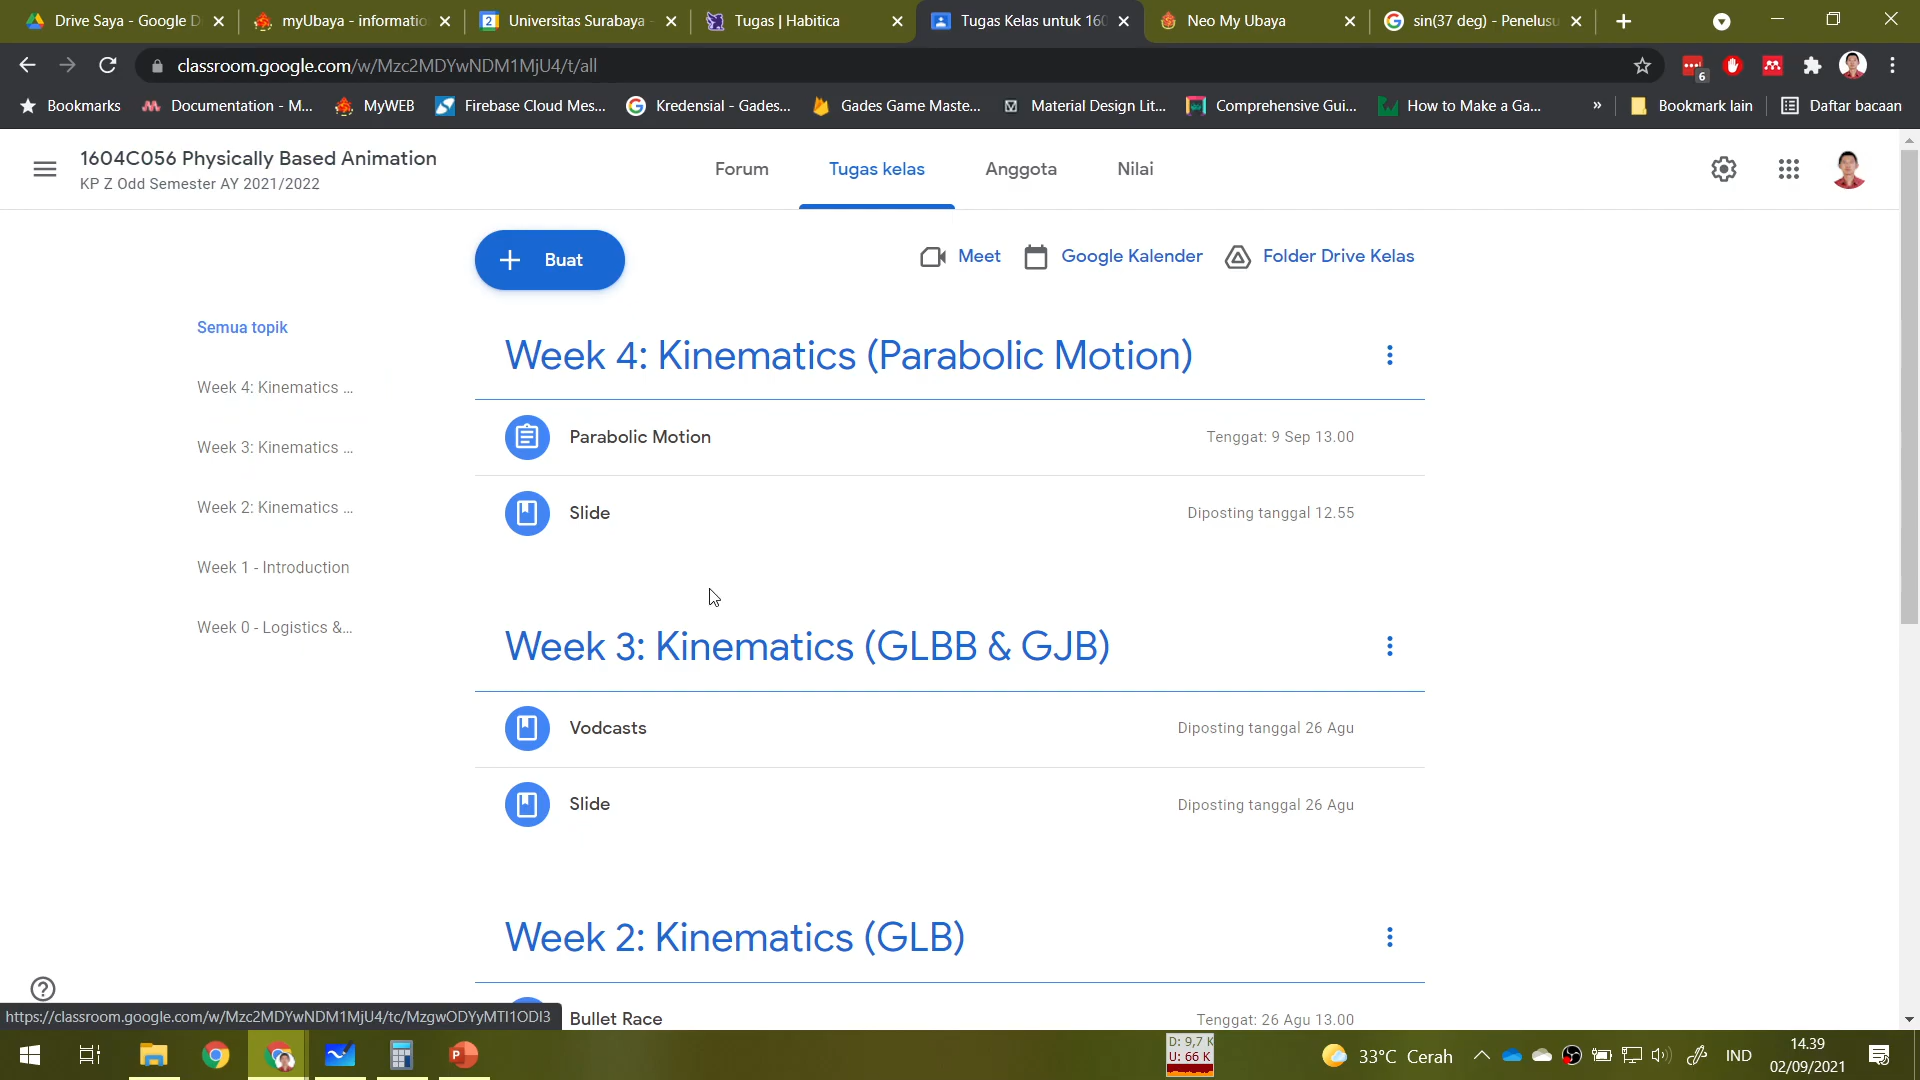 Drive Saya - Google D
myUbaya - informatio
Universitas Surabaya -
Tugas | Habitica
Tugas Kelas untuk 160
Neo My Ubaya
sin(37 deg) - Penelusu
classroom.google.com/w/Mzc2MDYwNDM1MjU4/t/all
6
Bookmarks
Documentation - M...
MyWEB
Firebase Cloud Mes...
Kredensial - Gades...
Gades Game Maste...
Material Design Lit...
Comprehensive Gui...
How to Make a Ga...
»
Bookmark lain
Daftar bacaan
1604C056 Physically Based Animation
KP Z Odd Semester AY 2021/2022
Forum
Tugas kelas
Anggota
Nilai
Buat
Meet
Google Kalender
Folder Drive Kelas
Semua topik
Week 4: Kinematics ...
Week 3: Kinematics ...
Week 2: Kinematics ...
Week 1 - Introduction
Week 0 - Logistics &...
Week 4: Kinematics (Parabolic Motion)
Parabolic Motion
Tenggat: 9 Sep 13.00
Slide
Diposting tanggal 12.55
Week 3: Kinematics (GLBB & GJB)
Vodcasts
Diposting tanggal 26 Agu
Slide
Diposting tanggal 26 Agu
Week 2: Kinematics (GLB)
Bullet Race
Tenggat: 26 Agu 13.00
https://classroom.google.com/w/Mzc2MDYwNDM1MjU4/tc/MzgwODYyMTI1ODI3
D: 9,7 K
U: 66 K
33°C Cerah
IND
14.39
02/09/2021